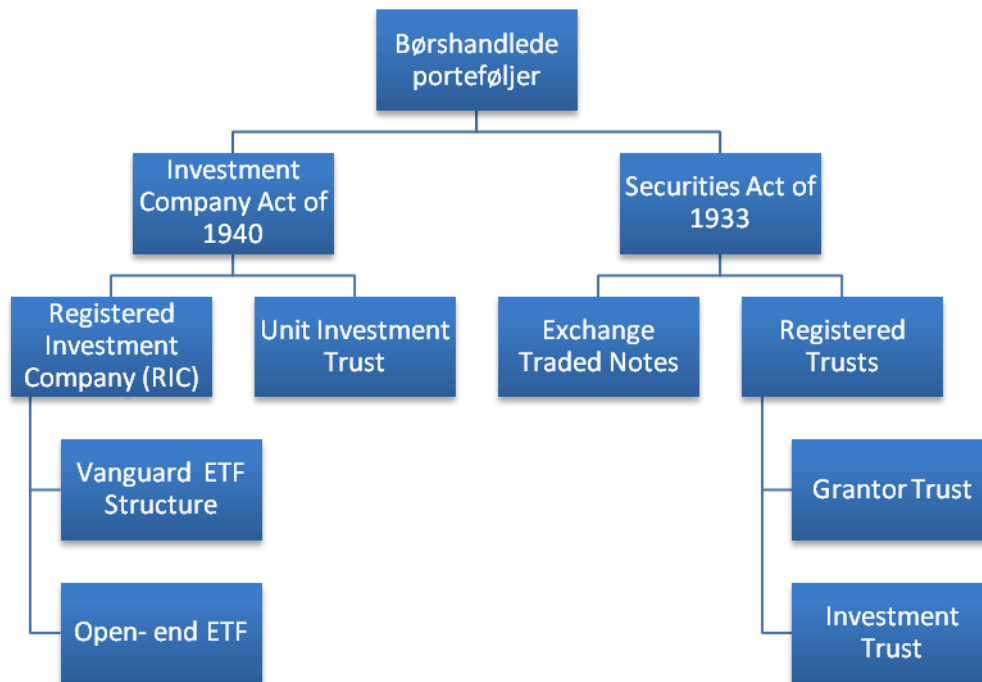 Børshandlede
porteføljer
Investment
Company Act of
1940
Securities Act of
1933
Registered
Investment
Company (RIC)
Unit Investment
Trust
Exchange
Traded Notes
Registered
Trusts
Vanguard ETF
Structure
Grantor Trust
Open- end ETF
Investment
Trust